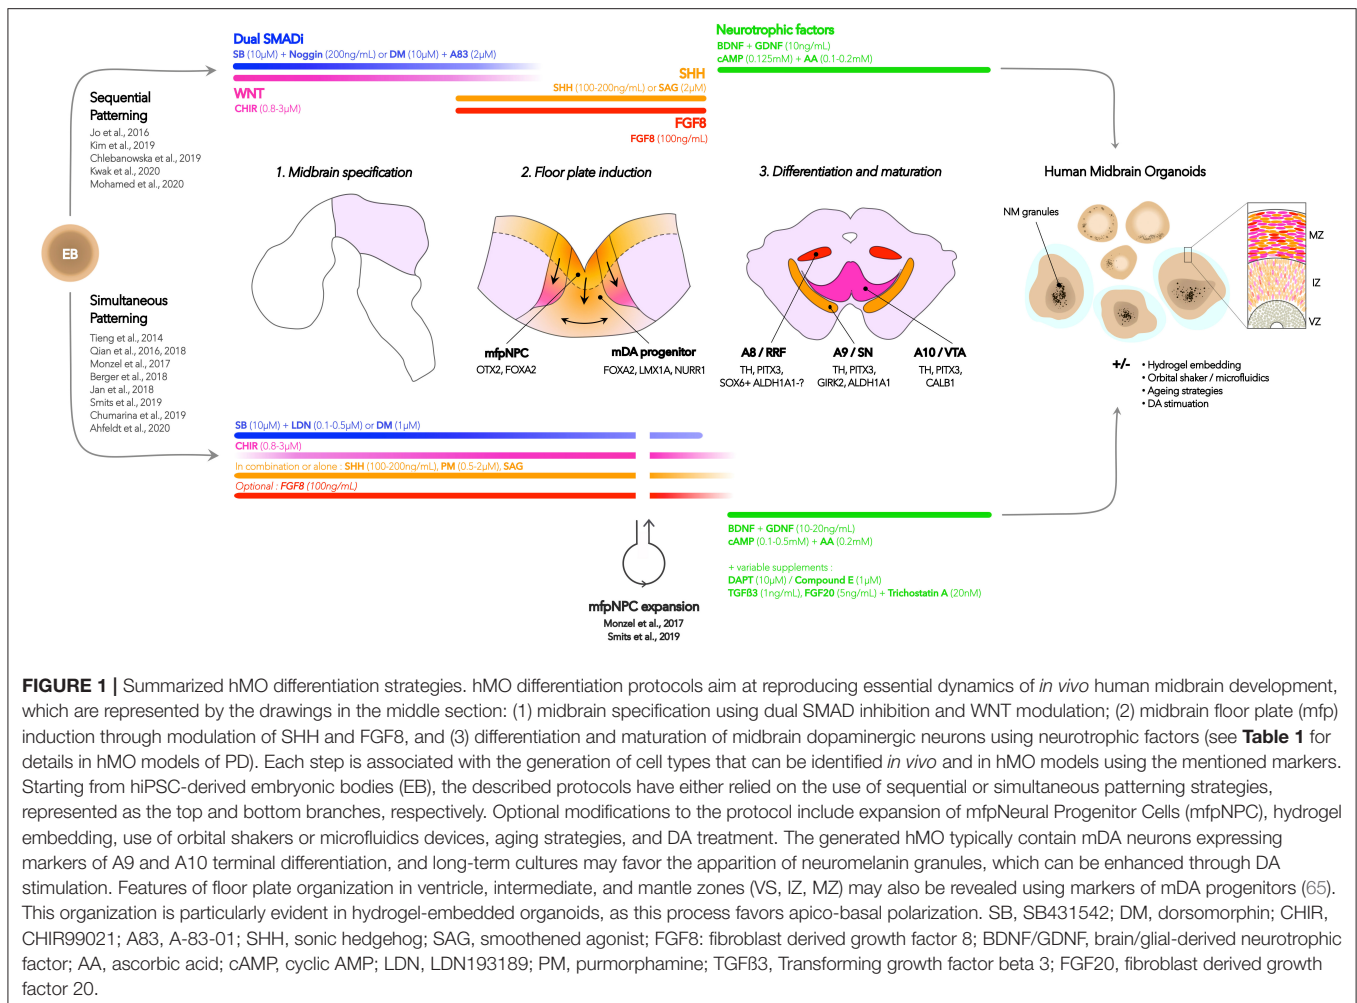 Dual SMADi
SB (10µM) + Noggin (200ng/mL) or DM (10µM) + A83 (2µM)
WNT
CHIR (0.8-3µM)
SHH
SHH (100-200ng/mL) or SAG (2µM)
FGF8
FGF8 (100ng/mL)
Neurotrophic factors
BDNF + GDNF (10ng/mL)
cAMP (0.125mM) + AA (0.1-0.2mM)
Sequential
Patterning
Jo et al., 2016
Kim et al., 2019
Chlebanowska et al., 2019
Kwak et al., 2020
Mohamed et al., 2020
EB
Simultaneous
Patterning
Tieng et al., 2014
Qian et al., 2016, 2018
Monzel et al., 2017
Berger et al., 2018
Jan et al., 2018
Smits et al., 2019
Chumarina et al., 2019
Ahfeldt et al., 2020
1. Midbrain specification
2. Floor plate induction
mfpNPC
OTX2, FOXA2
mDA progenitor
FOXA2, LMX1A, NURR1
3. Differentiation and maturation
A8 / RRF
TH, PITX3,
SOX6+ ALDH1A1-?
A9 / SN
TH, PITX3,
GIRK2, ALDH1A1
A10 / VTA
TH, PITX3,
CALB1
Human Midbrain Organoids
NM granules
MZ
IZ
VZ
+/-
• Hydrogel embedding
• Orbital shaker / microfluidics
• Ageing strategies
• DA stimuation
SB (10µM) + LDN (0.1-0.5µM) or DM (1µM)
CHIR (0.8-3µM)
In combination or alone : SHH (100-200ng/mL), PM (0.5-2µM), SAG
Optional : FGF8 (100ng/mL)
mfpNPC expansion
Monzel et al., 2017
Smits et al., 2019
BDNF + GDNF (10-20ng/mL)
cAMP (0.1-0.5mM) + AA (0.2mM)
+ variable supplements :
DAPT (10µM) / Compound E (1µM)
TGFß3 (1ng/mL), FGF20 (5ng/mL) + Trichostatin A (20nM)
FIGURE 1 | Summarized hMO differentiation strategies. hMO differentiation protocols aim at reproducing essential dynamics of in vivo human midbrain development,
which are represented by the drawings in the middle section: (1) midbrain specification using dual SMAD inhibition and WNT modulation; (2) midbrain floor plate (mfp)
induction through modulation of SHH and FGF8, and (3) differentiation and maturation of midbrain dopaminergic neurons using neurotrophic factors (see Table 1 for
details in hMO models of PD). Each step is associated with the generation of cell types that can be identified in vivo and in hMO models using the mentioned markers.
Starting from hiPSC-derived embryonic bodies (EB), the described protocols have either relied on the use of sequential or simultaneous patterning strategies,
represented as the top and bottom branches, respectively. Optional modifications to the protocol include expansion of mfpNeural Progenitor Cells (mfpNPC), hydrogel
embedding, use of orbital shakers or microfluidics devices, aging strategies, and DA treatment. The generated hMO typically contain mDA neurons expressing
markers of A9 and A10 terminal differentiation, and long-term cultures may favor the apparition of neuromelanin granules, which can be enhanced through DA
stimulation. Features of floor plate organization in ventricle, intermediate, and mantle zones (VS, IZ, MZ) may also be revealed using markers of mDA progenitors (65).
This organization is particularly evident in hydrogel-embedded organoids, as this process favors apico-basal polarization. SB, SB431542; DM, dorsomorphin; CHIR,
CHIR99021; A83, A-83-01; SHH, sonic hedgehog; SAG, smoothened agonist; FGF8: fibroblast derived growth factor 8; BDNF/GDNF, brain/glial-derived neurotrophic
factor; AA, ascorbic acid; cAMP, cyclic AMP; LDN, LDN193189; PM, purmorphamine; TGFß3, Transforming growth factor beta 3; FGF20, fibroblast derived growth
factor 20.